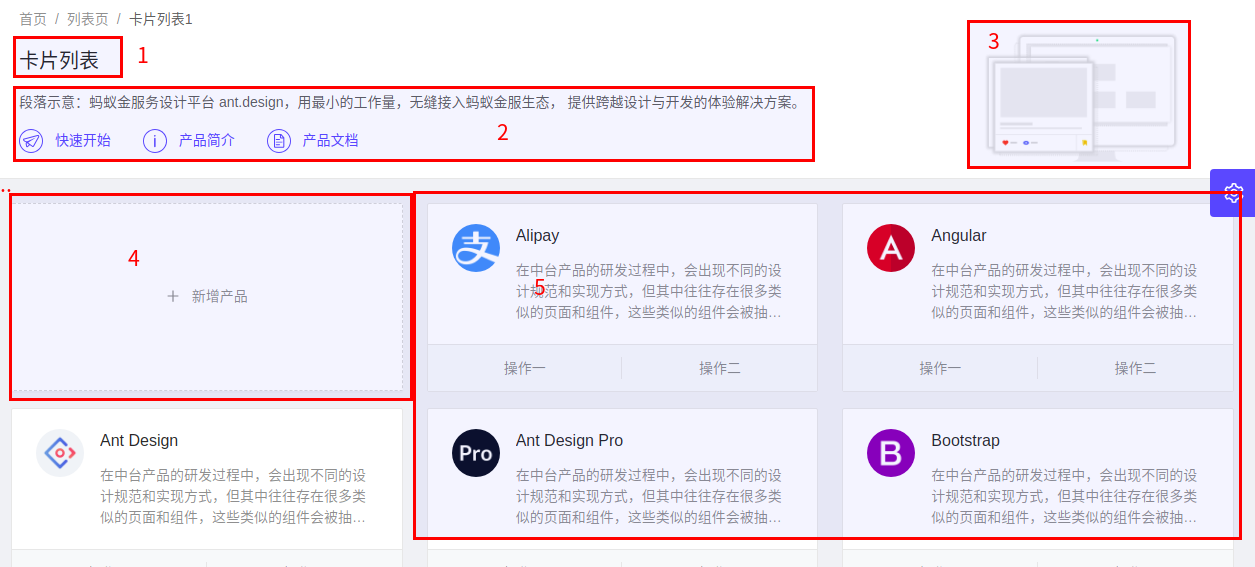 首页 / 列表页 / 卡片列表1
卡片列表
1
3
段落示意：蚂蚁金服务设计平台 ant.design，用最小的工作量，无缝接入蚂蚁金服生态， 提供跨越设计与开发的体验解决方案。
快速开始
产品简介
产品文档
2
4
+ 新增产品
支
Alipay
在中台产品的研发过程中，会出现不同的设
计规范和实现方式，但其中往往存在很多类
似的页面和组件，这些类似的组件会被抽...
5
操作一
操作二
A
Angular
在中台产品的研发过程中，会出现不同的设
计规范和实现方式，但其中往往存在很多类
似的页面和组件，这些类似的组件会被抽...
操作一
操作二
Ant Design
在中台产品的研发过程中，会出现不同的设
计规范和实现方式，但其中往往存在很多类
似的页面和组件，这些类似的组件会被抽...
Pro
Ant Design Pro
在中台产品的研发过程中，会出现不同的设
计规范和实现方式，但其中往往存在很多类
似的页面和组件，这些类似的组件会被抽...
B
Bootstrap
在中台产品的研发过程中，会出现不同的设
计规范和实现方式，但其中往往存在很多类
似的页面和组件，这些类似的组件会被抽...